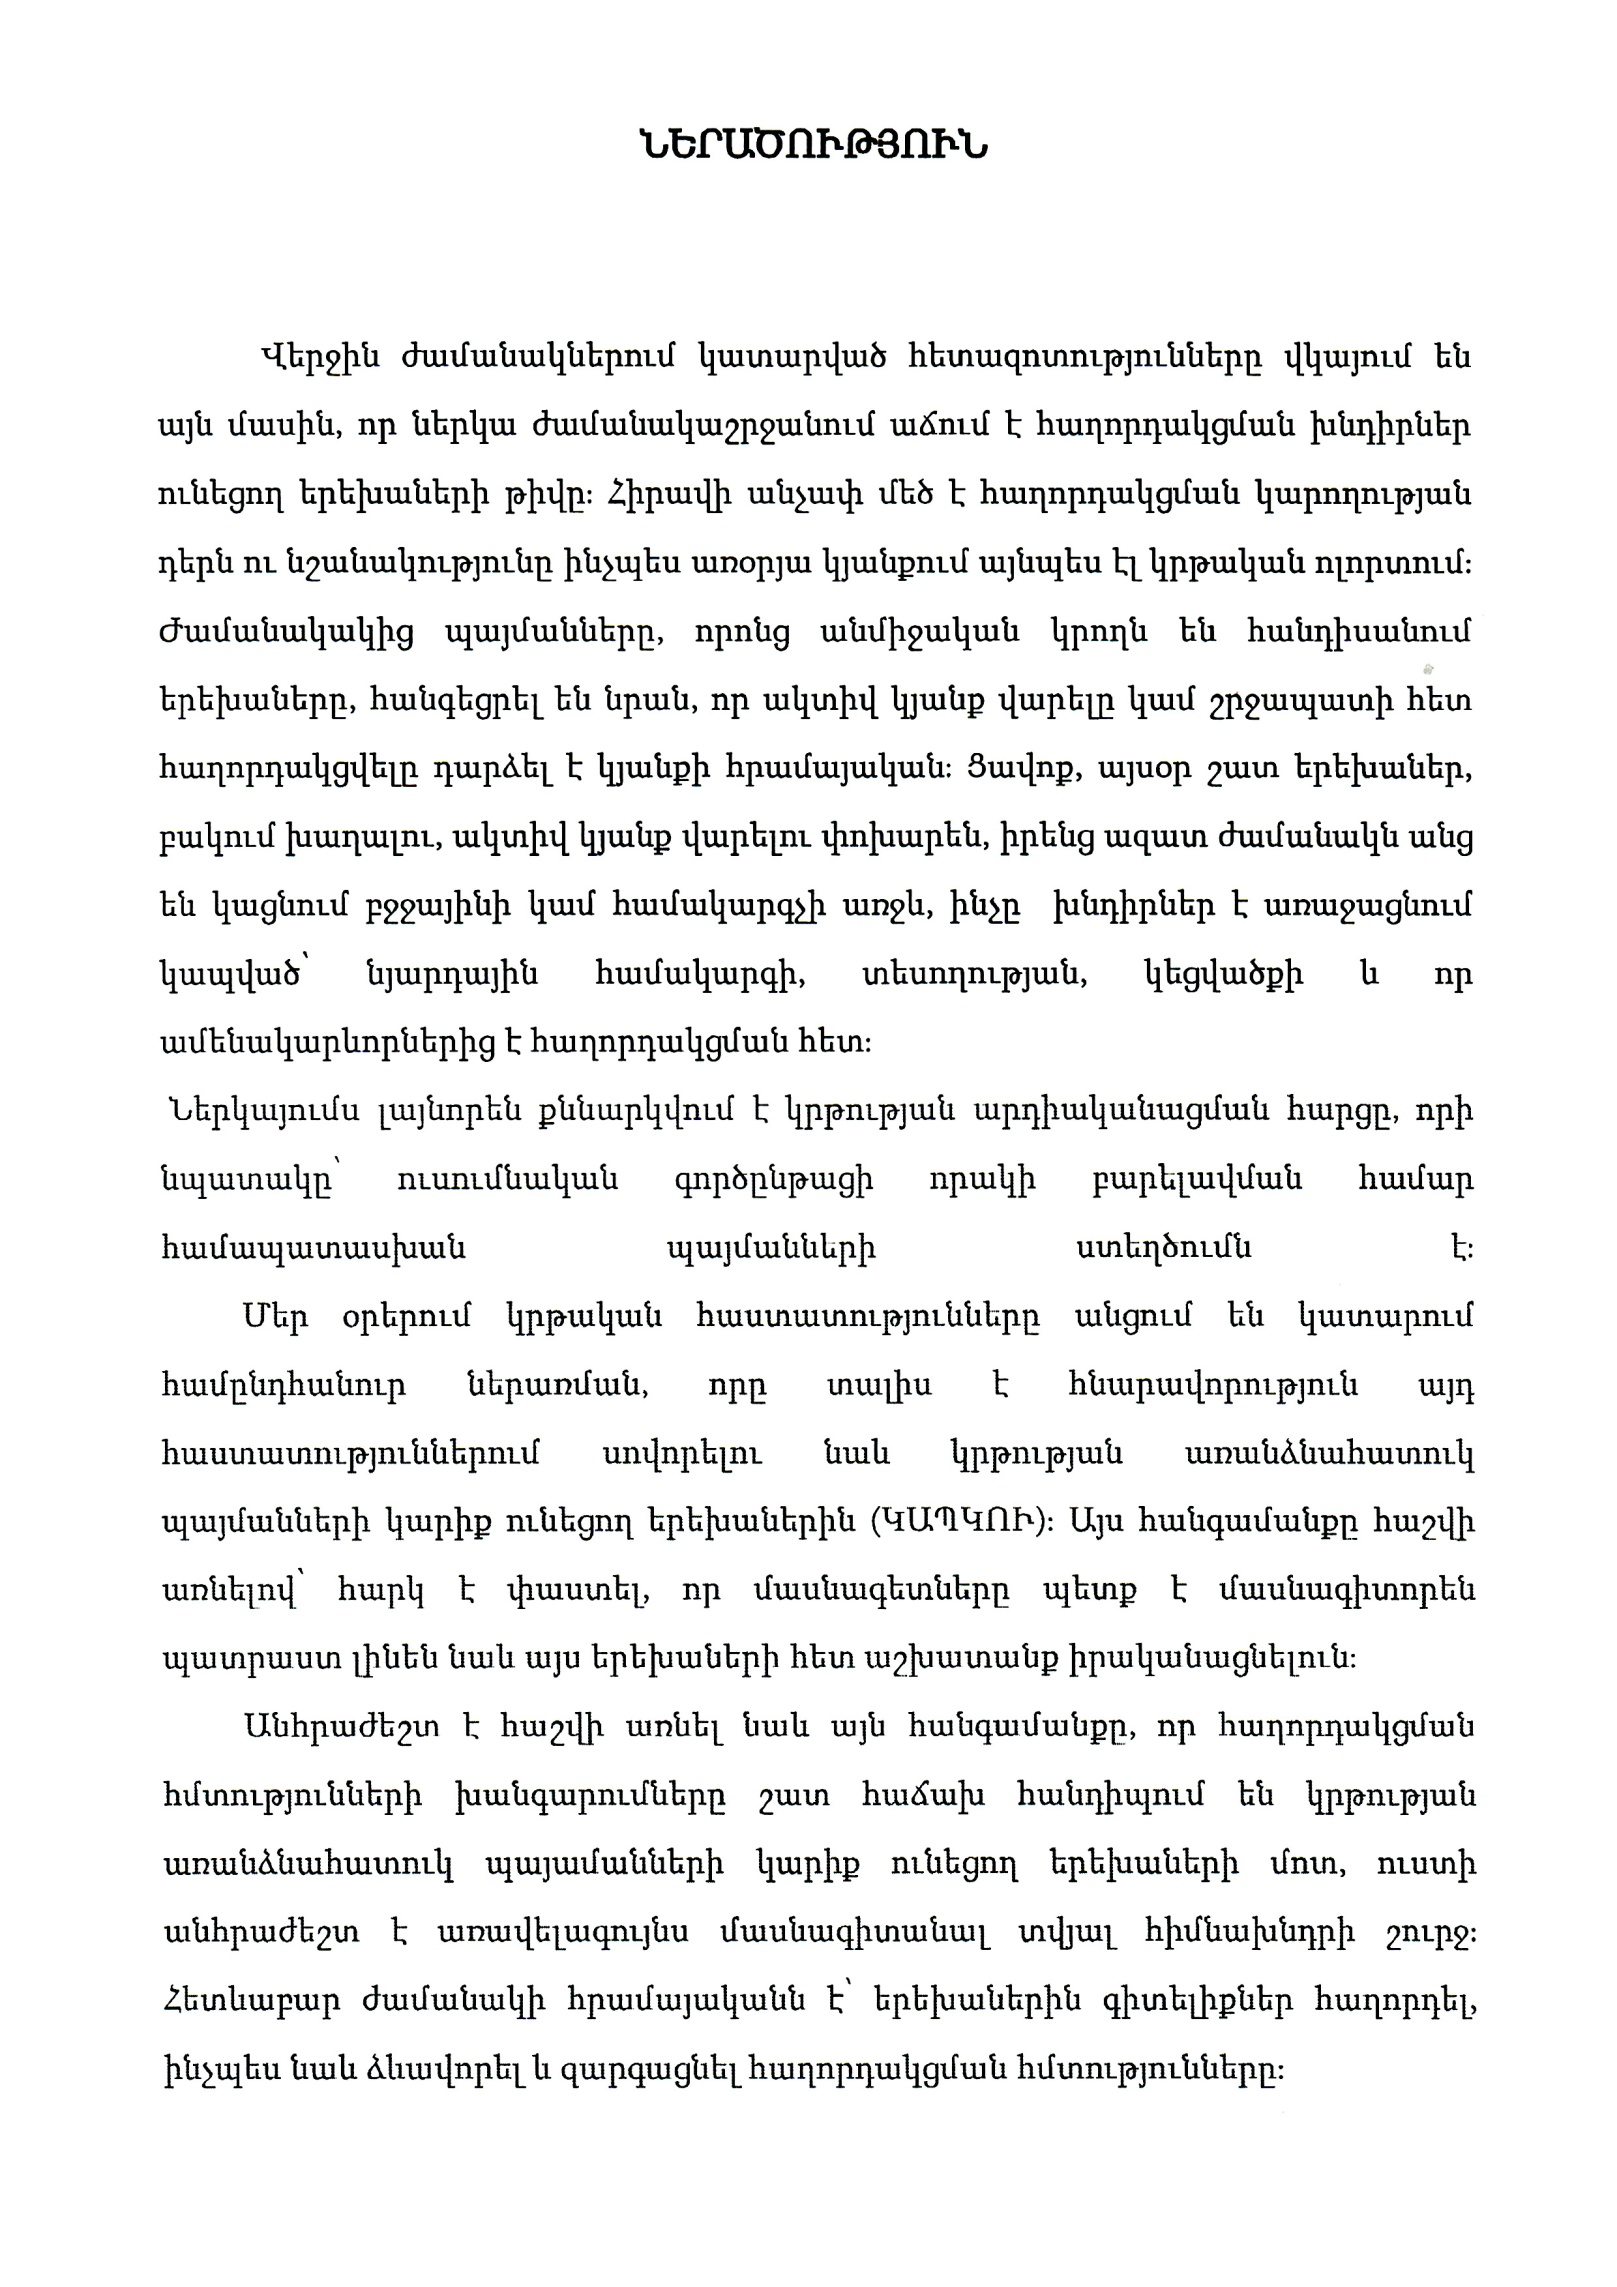 ՆԵՐԱԾՈՒԹՅՈՒՆ
Վերջին ժամանակներում կատարված հետազոտությունները վկայում են
այն մասին, որ ներկա ժամանակաշրջանում աճում է հաղորդակցման խնդիրներ
ունեցող երեխաների թիվը։ Հիրավի անչափ մեծ է հաղորդակցման կարողության
դերն ու նշանակությունը ինչպես առօրյա կյանքում այնպես էլ կրթական ոլորտում։
Ժամանակակից պայմանները, որոնց անմիջական կրողն են հանդիսանում
երեխաները, հանգեցրել են նրան, որ ակտիվ կյանք վարելը կամ շրջապատի հետ
հաղորդակցվելը դարձել է կյանքի հրամայական։ Ցավոք, այսօր շատ երեխաներ,
բակում խաղալու, ակտիվ կյանք վարելու փոխարեն, իրենց ազատ ժամանակն անց
են կացնում բջջայինի կամ համակարգչի առջև, ինչը խնդիրներ է առաջացնում
կապված՝ նյարդային համակարգի, տեսողության, կեցվածքի և որ
ամենակարևորներից է հաղորդակցման հետ։
Ներկայումս լայնորեն քննարկվում է կրթության արդիականացման հարցը, որի
նպատակը՝ ուսումնական գործընթացի որակի բարելավման համար
համապատասխան պայմանների ստեղծումն է։
Մեր օրերում կրթական հաստատությունները անցում են կատարում
համընդհանուր ներառման, որը տալիս է հնարավորություն այդ
հաստատություններում սովորելու նաև կրթության առանձնահատուկ
պայմանների կարիք ունեցող երեխաներին (ԿԱՊԿՈՒ)։ Այս հանգամանքը հաշվի
առնելով՝ հարկ է փաստել, որ մասնագետները պետք է մասնագիտորեն
պատրաստ լինեն նաև այս երեխաների հետ աշխատանք իրականացնելուն։
Անհրաժեշտ է հաշվի առնել նաև այն հանգամանքը, որ հաղորդակցման
հմտությունների խանգարումները շատ հաճախ հանդիպում են կրթության
առանձնահատուկ պայամանների կարիք ունեցող երեխաների մոտ, ուստի
անհրաժեշտ է առավելագույնս մասնագիտանալ տվյալ հիմնախնդրի շուրջ։
Հետևաբար ժամանակի հրամայականն է՝ երեխաներին գիտելիքներ հաղորդել,
ինչպես նաև ձևավորել և զարգացնել հաղորդակցման հմտությունները։